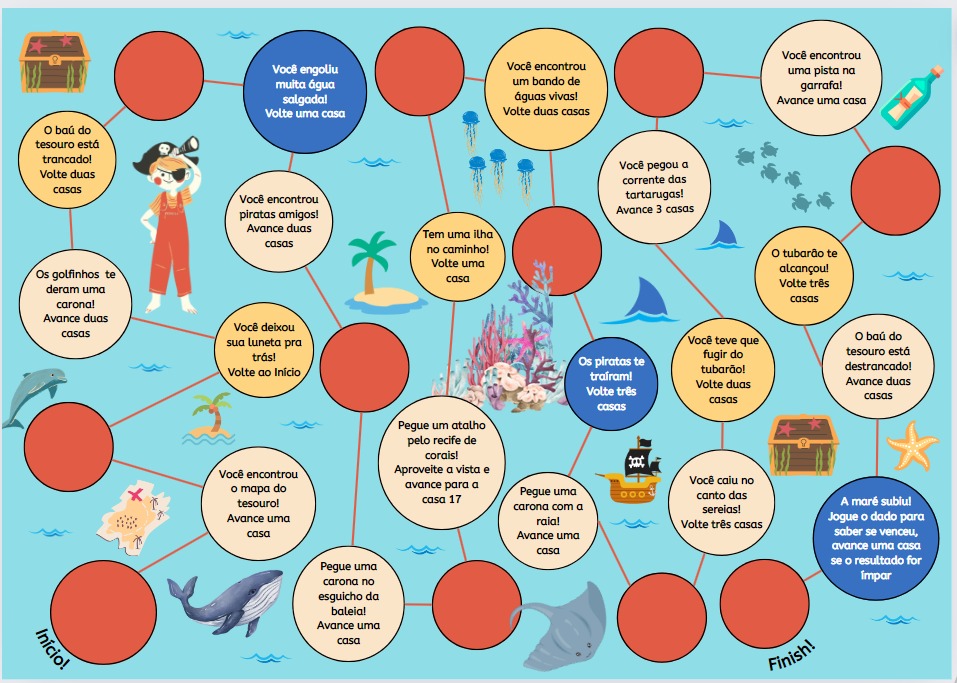 Início!
Você encontrou
o mapa do
tesouro!
Avance uma
casa
Você deixou
sua luneta pra
trás!
Volte ao Início
Os golfinhos te
deram uma
carona!
Avance duas
casas
O baú do
tesouro está
trancado!
Volte duas
casas
Você engoliu
muita água
salgada!
Volte uma casa
Você encontrou
piratas amigos!
Avance duas
casas
Pegue uma
carona no
esguicho da
baleia!
Avance uma
casa
Pegue um atalho
pelo recife de
corais!
Aproveite a vista e
avance para a
casa 17
Tem uma ilha
no caminho!
Volte uma
casa
Você encontrou
um bando de
águas vivas!
Volte duas casas
Os piratas te
traíram!
Volte três
casas
Pegue uma
carona com a
raia!
Avance uma
casa
Você caiu no
canto das
sereias!
Volte três casas
Você teve que
fugir do
tubarão!
Volte duas
casas
Você pegou a
corrente das
tartarugas!
Avance 3 casas
Você encontrou
uma pista na
garrafa!
Avance uma casa
O tubarão te
alcançou!
Volte três
casas
O baú do
tesouro está
destrancado!
Avance duas
casas
A maré subiu!
Jogue o dado para
saber se venceu,
avance uma casa
se o resultado for
ímpar
Finish!